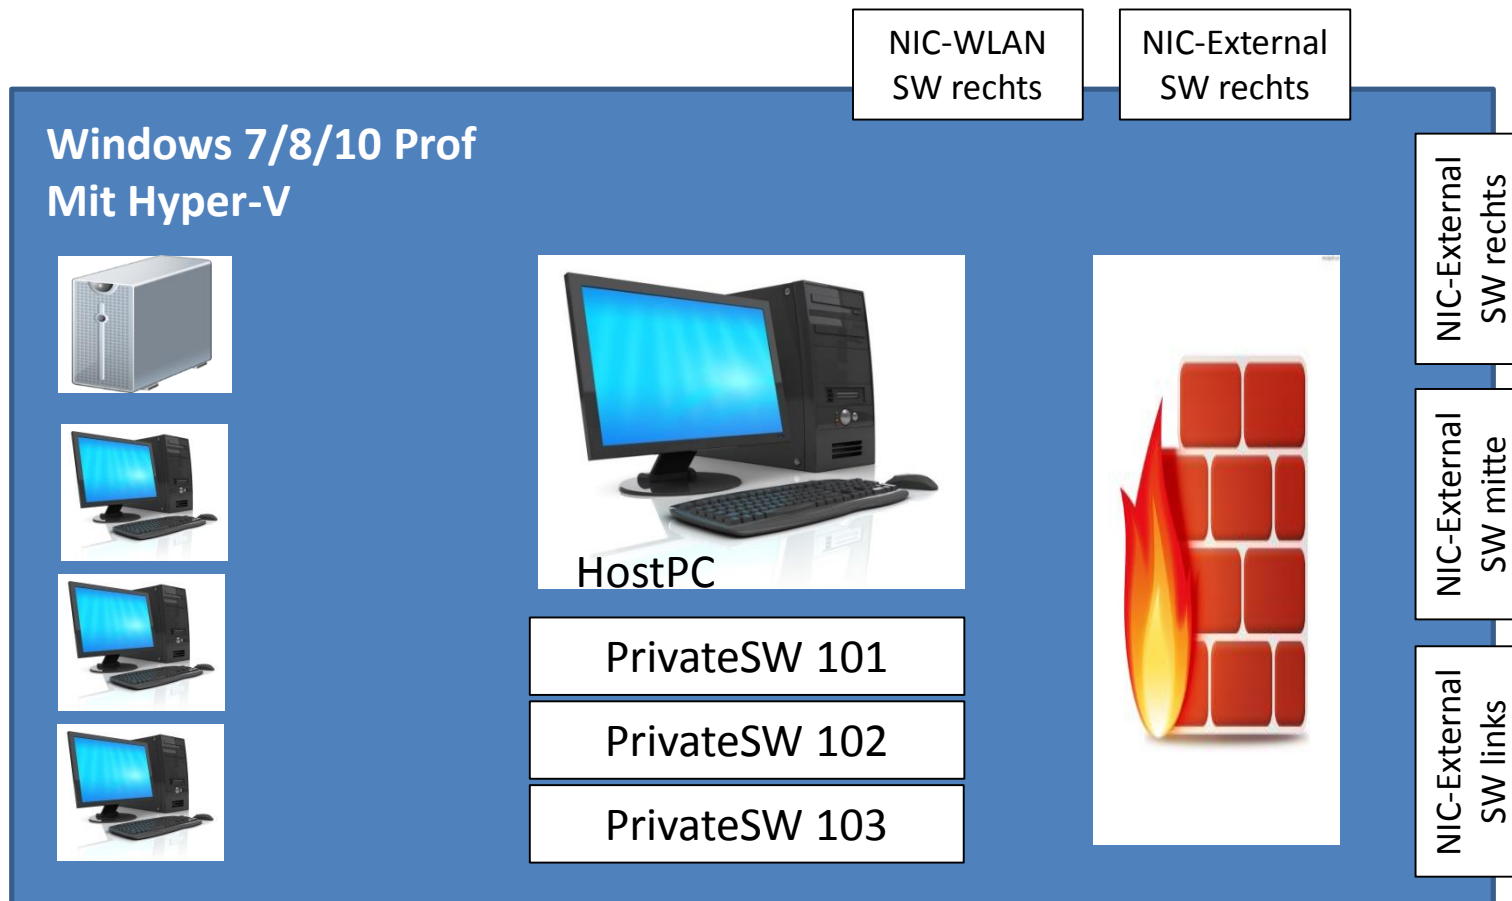 NIC-WLAN
SW rechts
NIC-External
SW rechts
Windows 7/8/10 Prof
Mit Hyper-V
NIC-External
SW rechts
HostPC
NIC-External
SW mitte
PrivateSW 101
PrivateSW 102
PrivateSW 103
NIC-External
SW links